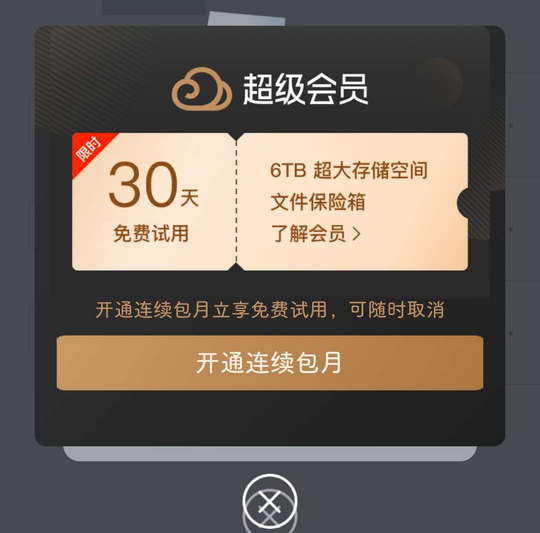 超级会员
限时
30天
免费试用
6TB 超大存储空间
文件保险箱
了解会员 >
开通连续包月立享免费试用，可随时取消
开通连续包月